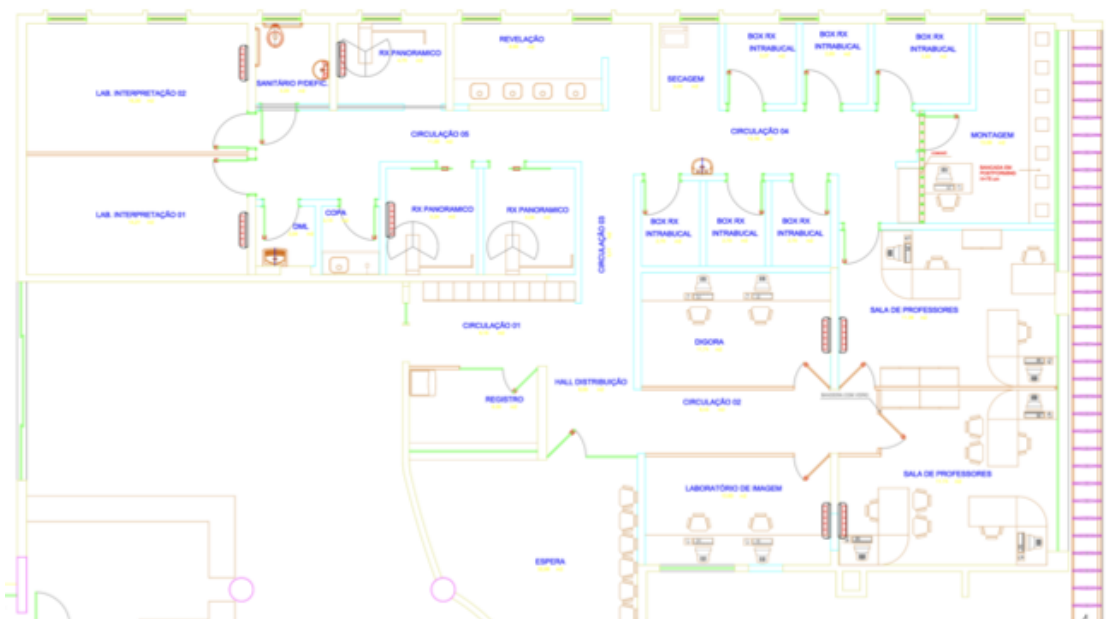 REVELAÇÃO
BOX RX
INTRABUCAL
BOX RX
INTRABUCAL
BOX RX
INTRABUCAL
RX PANORAMICO
SECAGEM
SANITÁRIO P/DEFIC.
LAB. INTERPRETAÇÃO 02
CIRCULAÇÃO 05
CIRCULAÇÃO 04
MONTAGEM
LAB. INTERPRETAÇÃO 01
COPA
DML
RX PANORAMICO
RX PANORAMICO
CIRCULAÇÃO 03
BOX RX
INTRABUCAL
BOX RX
INTRABUCAL
BOX RX
INTRABUCAL
SALA DE PROFESSORES
CIRCULAÇÃO 01
DIGORA
HALL DISTRIBUIÇÃO
REGISTRO
CIRCULAÇÃO 02
SALA DE PROFESSORES
LABORATÓRIO DE IMAGEM
ESPERA